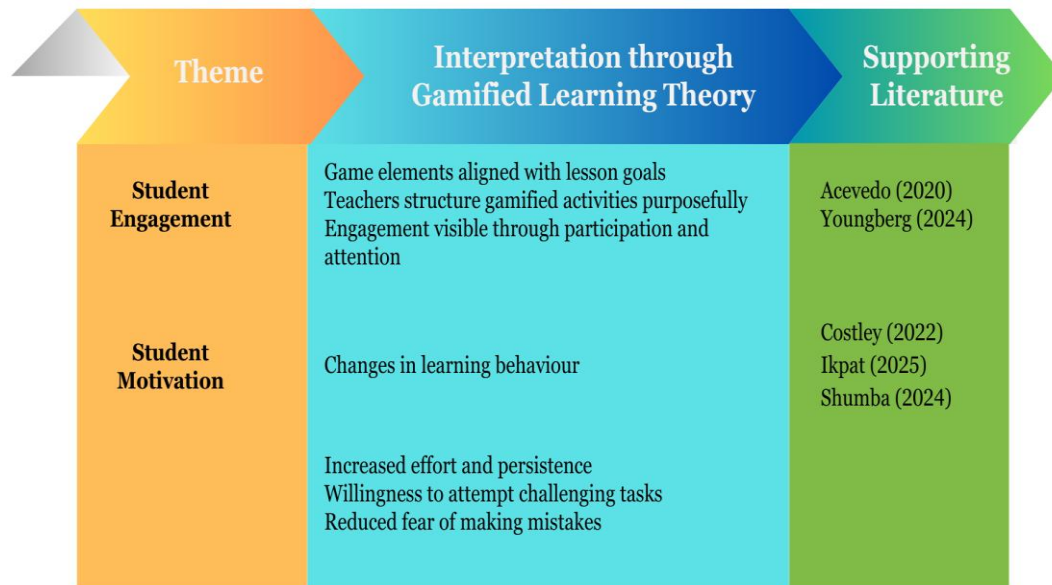 Theme
Interpretation through
Gamified Learning Theory
Supporting
Literature
Student
Engagement
Game elements aligned with lesson goals
Teachers structure gamified activities purposefully
Engagement visible through participation and
attention
Acevedo (2020)
Youngberg (2024)
Student
Motivation
Changes in learning behaviour
Increased effort and persistence
Willingness to attempt challenging tasks
Reduced fear of making mistakes
Costley (2022)
Ikpat (2025)
Shumba (2024)